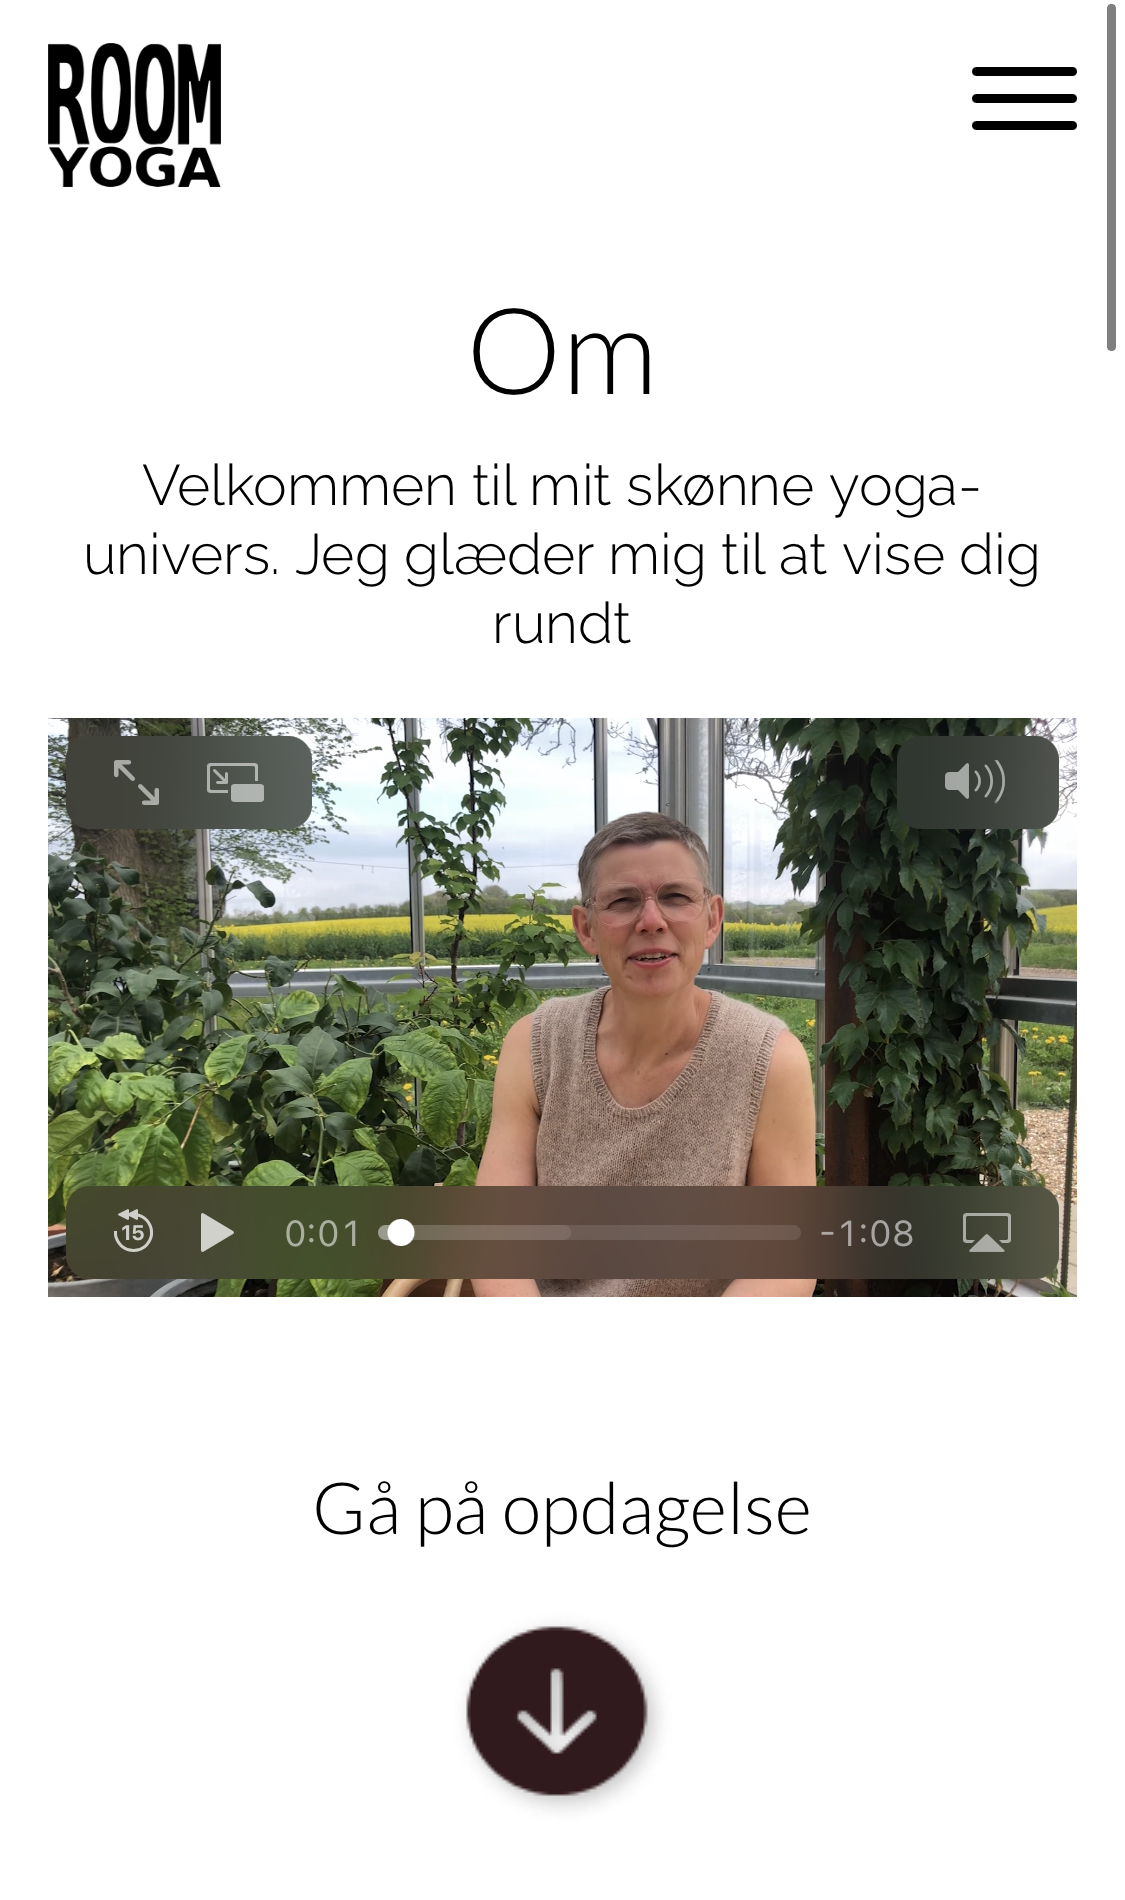 ROOM
YOGA
Om
Velkommen til mit skønne yoga-
univers. Jeg glæder mig til at vise dig
rundt
15
0:01
-1:08
Gå på opdagelse